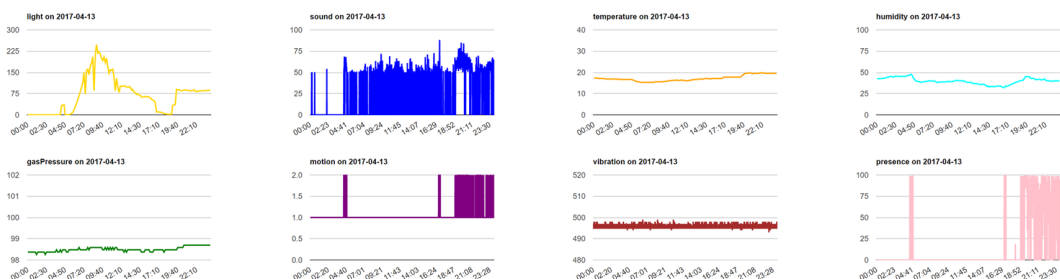 light on 2017-04-13
300
225
150
75
0
00:00 02:30 04:50 07:20 09:40 12:10 14:30 17:10 19:40 22:10
sound on 2017-04-13
100
75
50
25
0
00:00 02:23 04:41 07:04 09:24 11:45 14:07 16:29 18:52 21:11 23:30
temperature on 2017-04-13
40
30
20
10
0
00:00 02:30 04:50 07:20 09:40 12:10 14:30 17:10 19:40 22:10
humidity on 2017-04-13
100
75
50
25
0
00:00 02:30 04:50 07:20 09:40 12:10 14:30 17:10 19:40 22:10
gasPressure on 2017-04-13
102
101
100
99
98
00:00 02:30 04:50 07:20 09:40 12:10 14:30 17:10 19:40 22:10
motion on 2017-04-13
2.0
1.5
1.0
0.5
0.0
00:00 02:20 04:40 07:01 09:23 11:43 14:03 16:24 18:47 21:08 23:28
vibration on 2017-04-13
520
510
500
490
480
00:00 02:20 04:40 07:01 09:23 11:43 14:04 16:24 18:47 21:06 23:28
presence on 2017-04-13
100
75
50
25
0
00:00 02:23 04:41 07:04 09:24 11:45 14:07 16:29 18:52 21:11 23:30